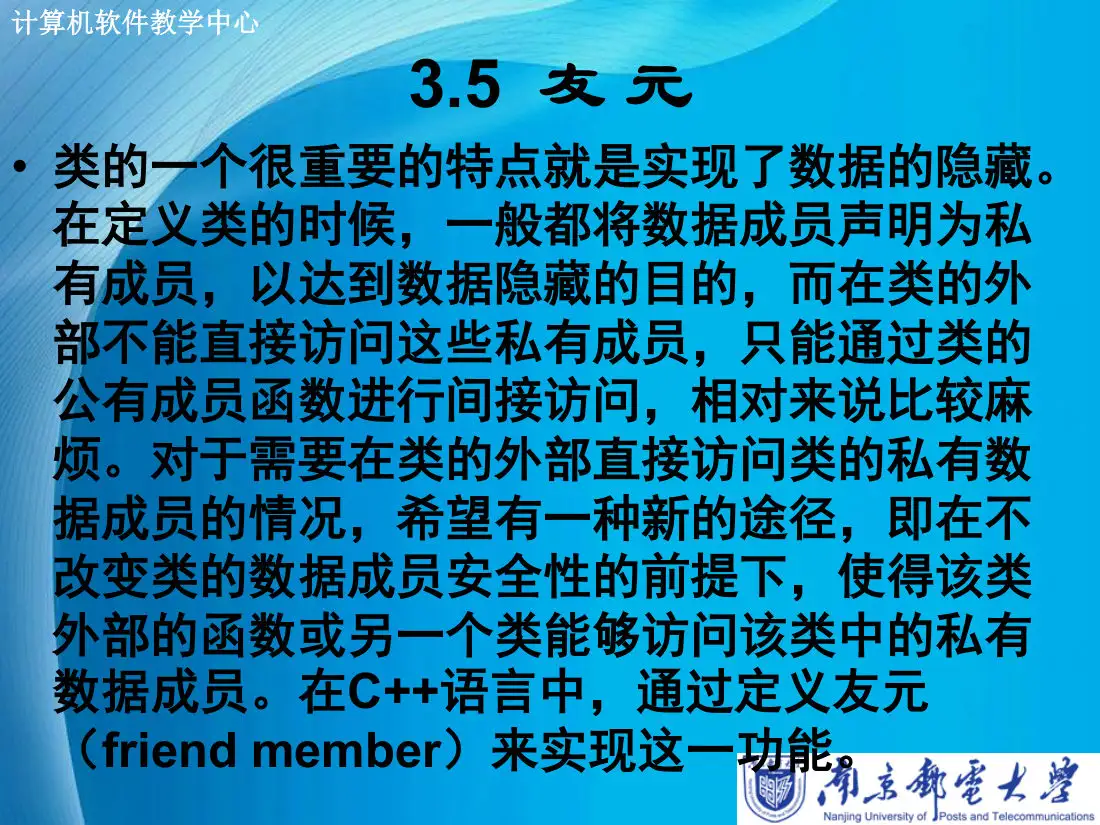 计算机软件教学中心
3.5 友元
• 类的一个很重要的特点就是实现了数据的隐藏。
在定义类的时候，一般都将数据成员声明为私
有成员，以达到数据隐藏的目的，而在类的外
部不能直接访问这些私有成员，只能通过类的
公有成员函数进行间接访问，相对来说比较麻
烦。对于需要在类的外部直接访问类的私有数
据成员的情况，希望有一种新的途径，即在不
改变类的数据成员安全性的前提下，使得该类
外部的函数或另一个类能够访问该类中的私有
数据成员。在C++语言中，通过定义友元
（friend member）来实现这一功能。
南京郵電大學
Nanjing University of Posts and Telecommunications